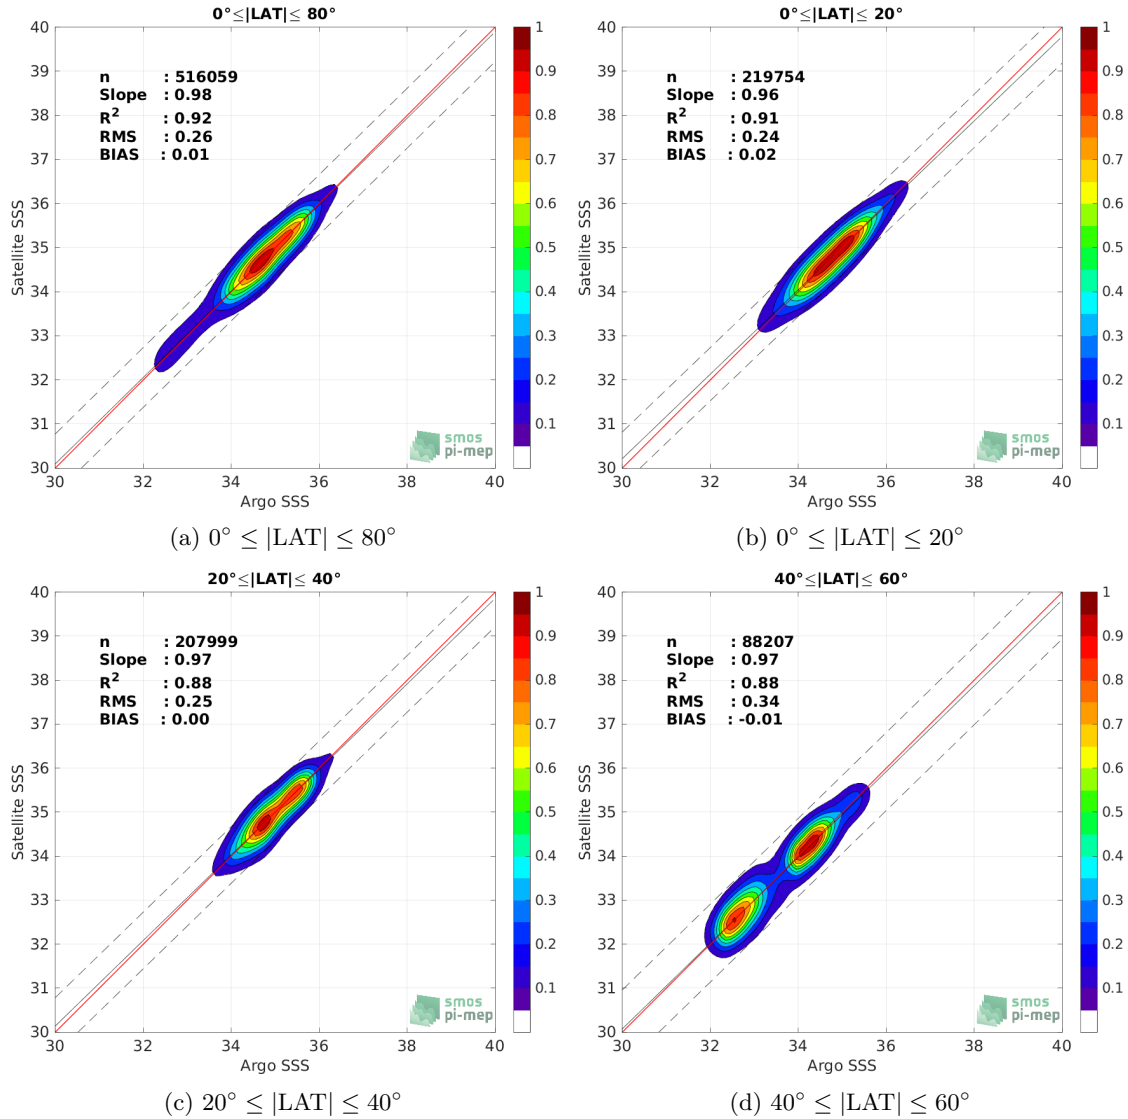 0°≤|LAT|≤ 80°
n : 516059
Slope : 0.98
R² : 0.92
RMS : 0.26
BIAS : 0.01
Satellite SSS
40
39
38
37
36
35
34
33
32
31
30
30 32 34 36 38 40
Argo SSS
1
0.9
0.8
0.7
0.6
0.5
0.4
0.3
0.2
0.1
smos
pi-mep
(a) 0° ≤ |LAT| ≤ 80°
0°≤|LAT|≤ 20°
n : 219754
Slope : 0.96
R² : 0.91
RMS : 0.24
BIAS : 0.02
Satellite SSS
40
39
38
37
36
35
34
33
32
31
30
30 32 34 36 38 40
Argo SSS
1
0.9
0.8
0.7
0.6
0.5
0.4
0.3
0.2
0.1
smos
pi-mep
(b) 0° ≤ |LAT| ≤ 20°
20°≤|LAT|≤ 40°
n : 207999
Slope : 0.97
R² : 0.88
RMS : 0.25
BIAS : 0.00
Satellite SSS
40
39
38
37
36
35
34
33
32
31
30
30 32 34 36 38 40
Argo SSS
1
0.9
0.8
0.7
0.6
0.5
0.4
0.3
0.2
0.1
smos
pi-mep
(c) 20° ≤ |LAT| ≤ 40°
40°≤|LAT|≤ 60°
n : 88207
Slope : 0.97
R² : 0.88
RMS : 0.34
BIAS : -0.01
Satellite SSS
40
39
38
37
36
35
34
33
32
31
30
30 32 34 36 38 40
Argo SSS
1
0.9
0.8
0.7
0.6
0.5
0.4
0.3
0.2
0.1
smos
pi-mep
(d) 40° ≤ |LAT| ≤ 60°